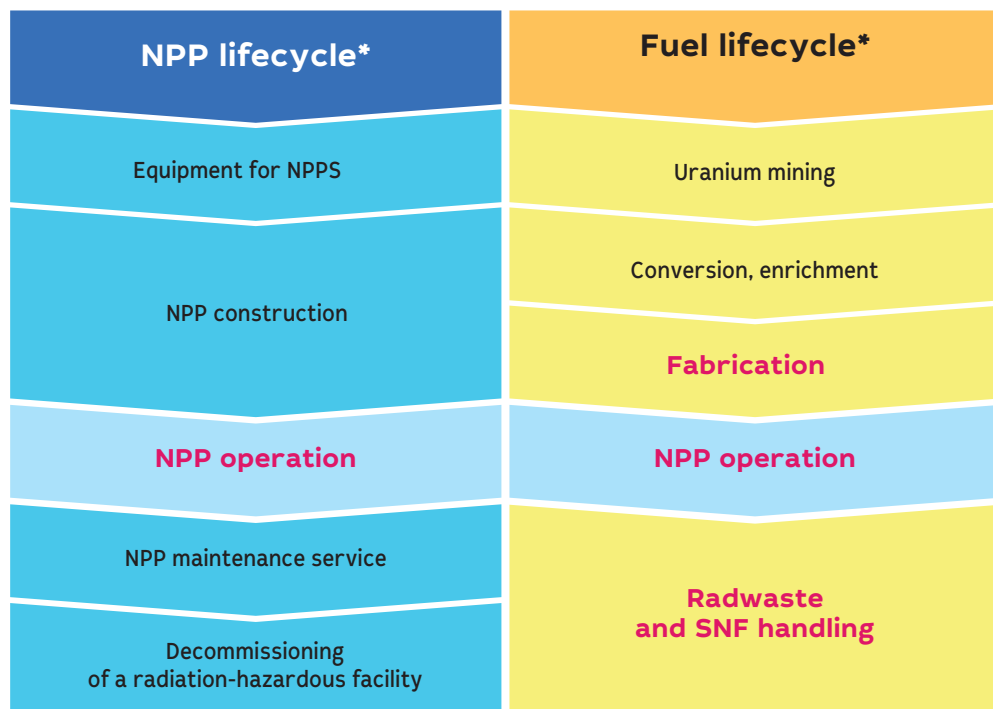 NPP lifecycle*
Equipment for NPPS
NPP construction
NPP operation
NPP maintenance service
Decommissioning
of a radiation-hazardous facility
Fuel lifecycle*
Uranium mining
Conversion, enrichment
Fabrication
NPP operation
Radwaste
and SNF handling